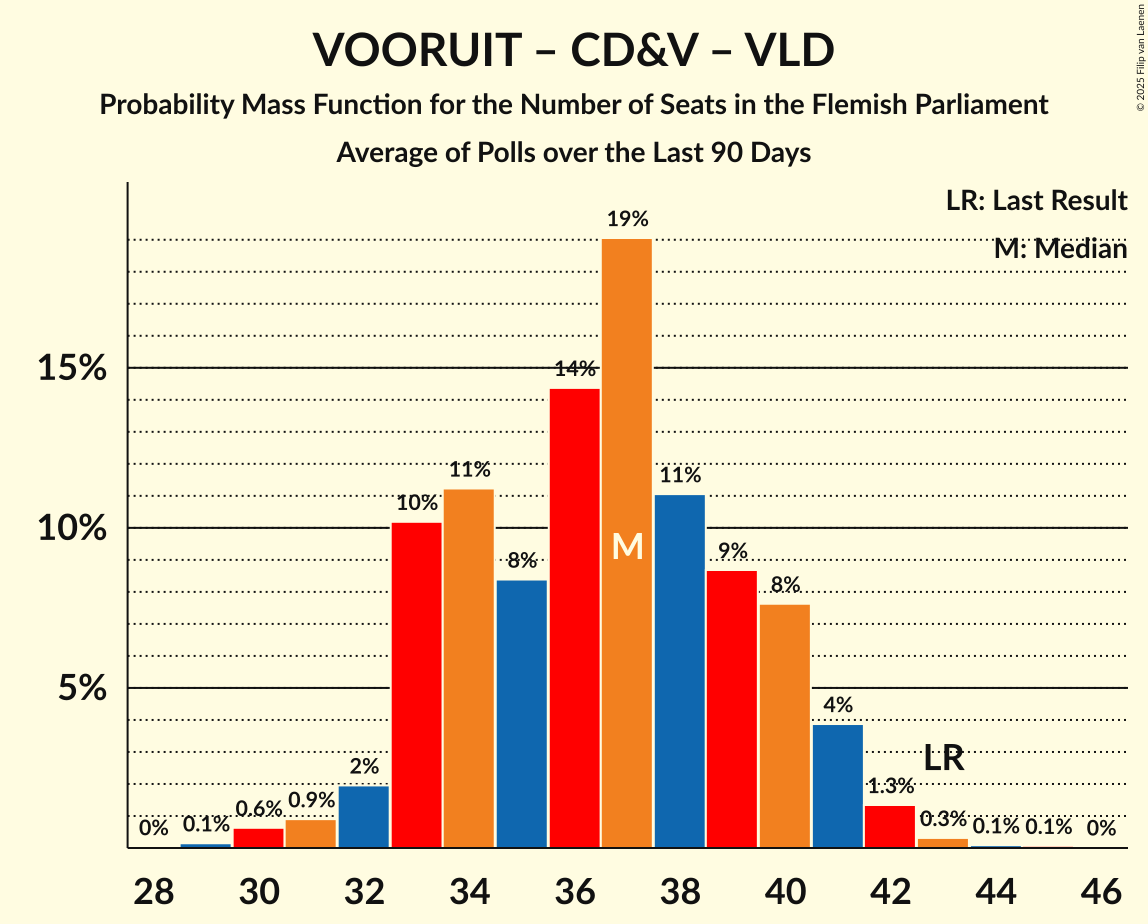 © 2025 Filip van Laenen
VOORUIT – CD&V – VLD
Probability Mass Function for the Number of Seats in the Flemish Parliament
Average of Polls over the Last 90 Days
LR: Last Result
M: Median
15%
10%
5%
0%
0.1%
0.6%
0.9%
2%
10%
11%
8%
14%
19%
M
11%
9%
8%
4%
1.3%
LR
0.3%
0.1%
0.1%
0%
28 30 32 34 36 38 40 42 44 46